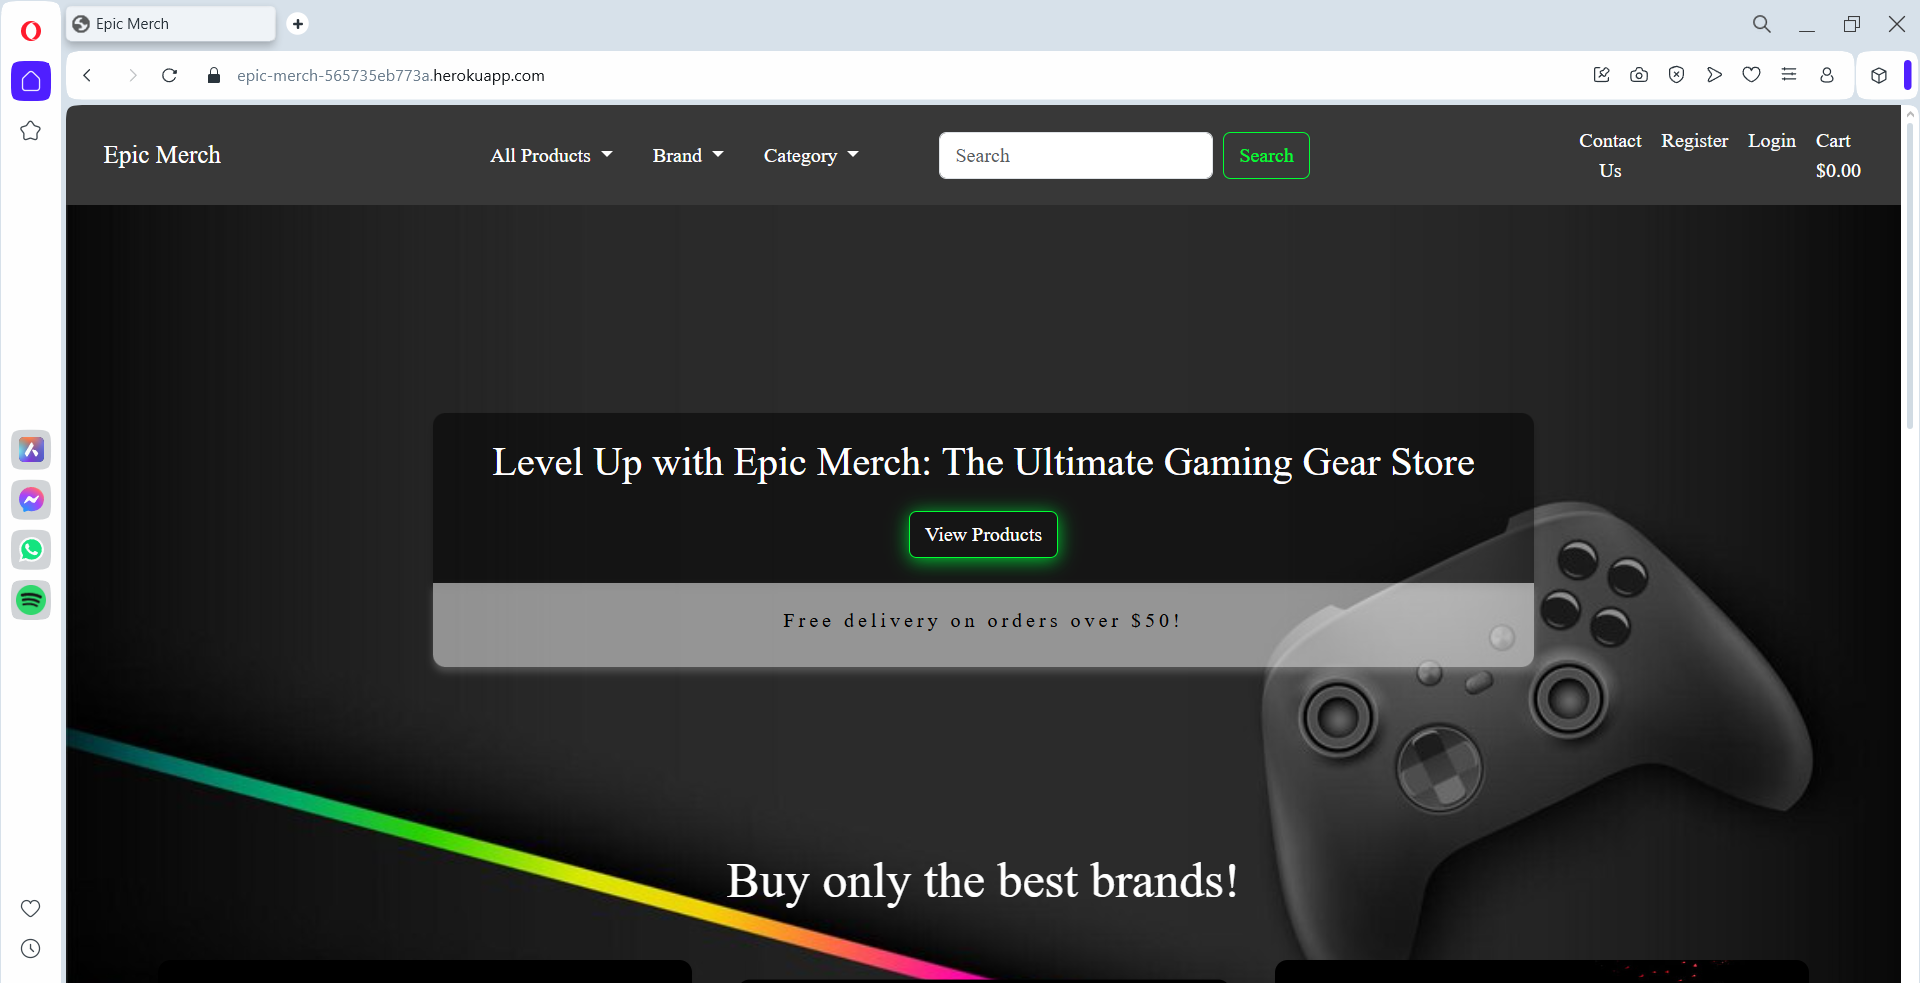 Epic Merch
epic-merch-565735eb773a.herokuapp.com
Epic Merch
All Products
Brand
Category
Search
Search
Contact
Us
Register
Login
Cart
$0.00
Level Up with Epic Merch: The Ultimate Gaming Gear Store
View Products
Free delivery on orders over $50!
Buy only the best brands!